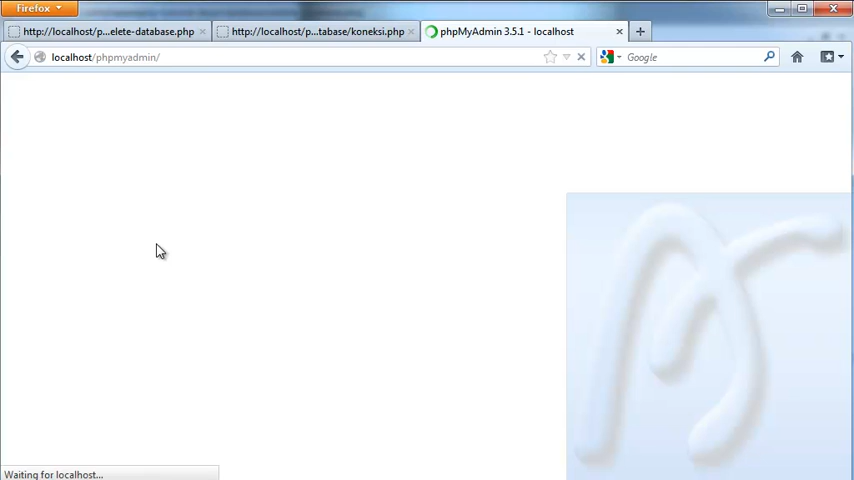 Firefox
http://localhost/p...elete-database.php
http://localhost/p...tabase/koneksi.php
phpMyAdmin 3.5.1 - localhost
localhost/phpmyadmin/
Google
Waiting for localhost...